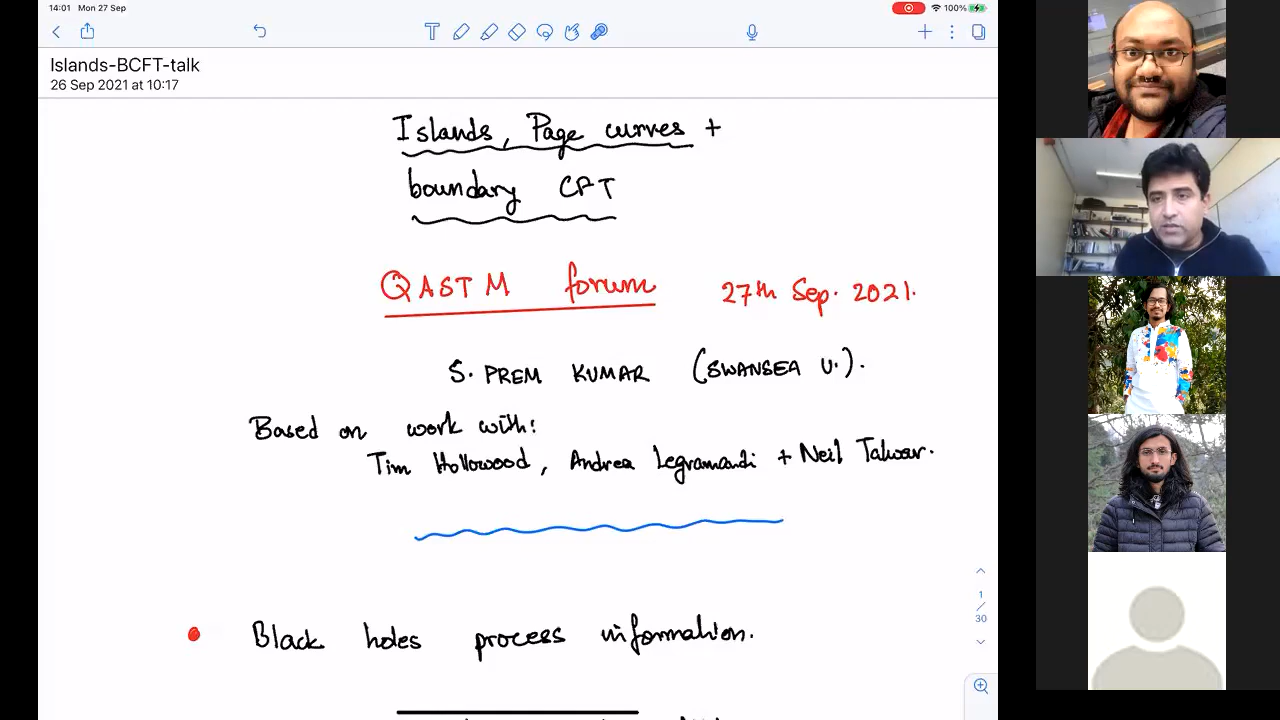 14:01 Mon 27 Sep
100%
Islands-BCFT-talk
26 Sep 2021 at 10:17
Islands, Page curves +
boundary CFT
QASTM forum 27th Sep. 2021.
S. PREM KUMAR (SWANSEA U.).
Based on work with:
Tim Hollowood, Andrea Legramandi + Neil Talwar.
Black holes process information.
1
/
30